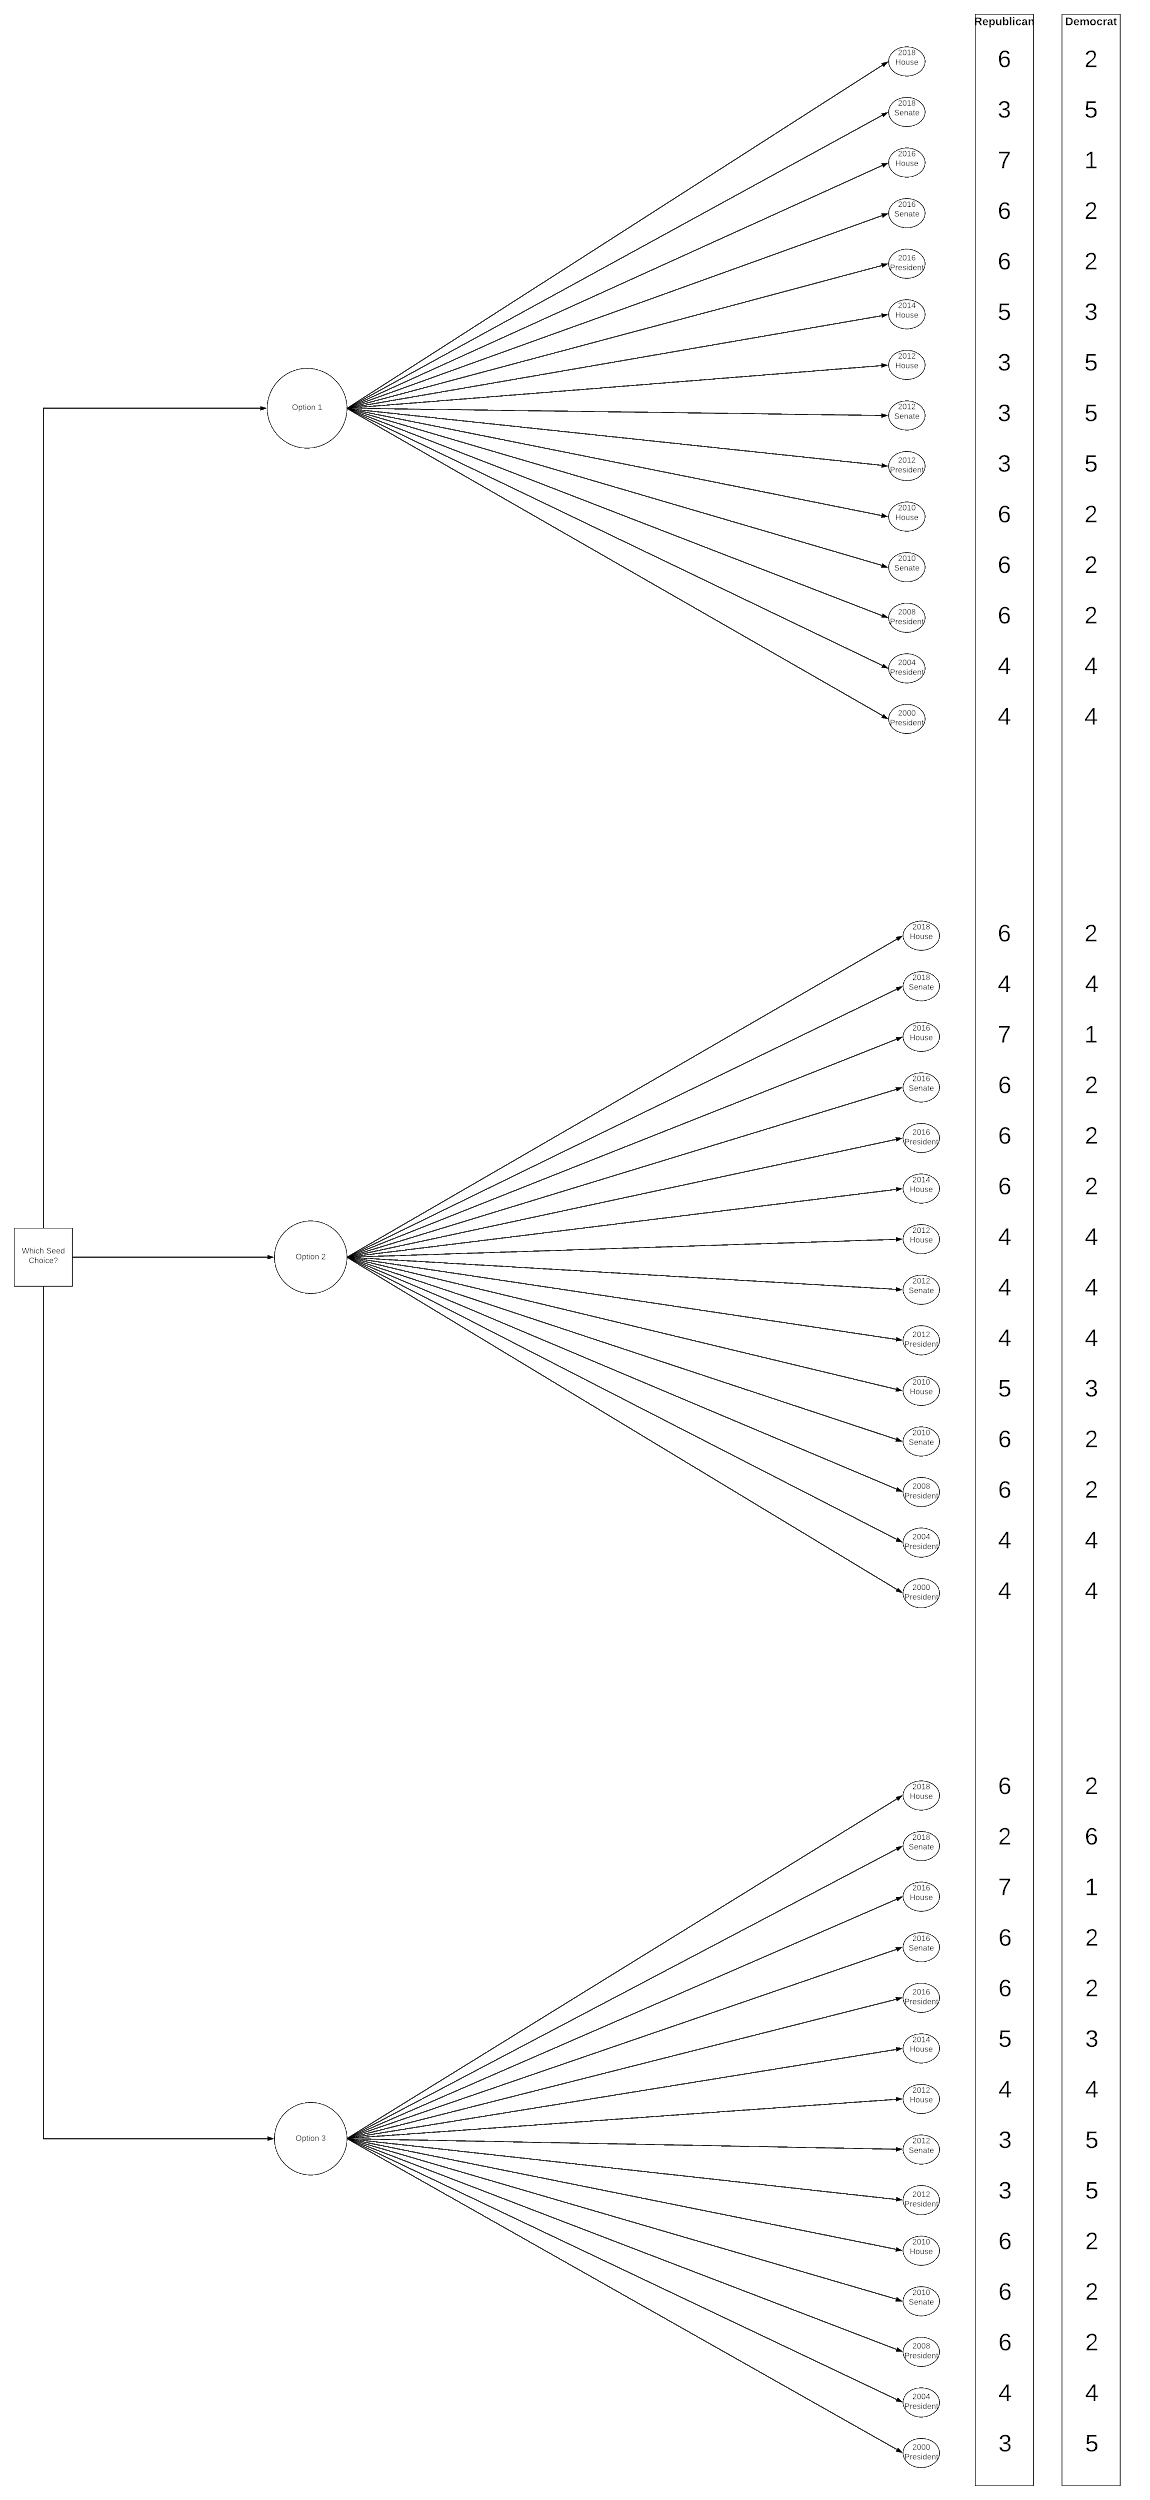 Republican Democrat
2018
House
6 2
2018
Senate
3 5
2016
House
7 1
2016
Senate
6 2
2016
President
6 2
2014
House
5 3
2012
House
3 5
Option 1
2012
Senate
3 5
2012
President
3 5
2010
House
6 2
2010
Senate
6 2
2008
President
6 2
2004
President
4 4
2000
President
4 4
2018
House
6 2
2018
Senate
4 4
2016
House
7 1
2016
Senate
6 2
2016
President
6 2
2014
House
6 2
2012
House
4 4
Which Seed
Choice?
Option 2
2012
Senate
4 4
2012
President
4 4
2010
House
5 3
2010
Senate
6 2
2008
President
6 2
2004
President
4 4
2000
President
4 4
2018
House
6 2
2018
Senate
2 6
2016
House
7 1
2016
Senate
6 2
2016
President
6 2
2014
House
5 3
2012
House
4 4
Option 3
2012
Senate
3 5
2012
President
3 5
2010
House
6 2
2010
Senate
6 2
2008
President
6 2
2004
President
4 4
2000
President
3 5